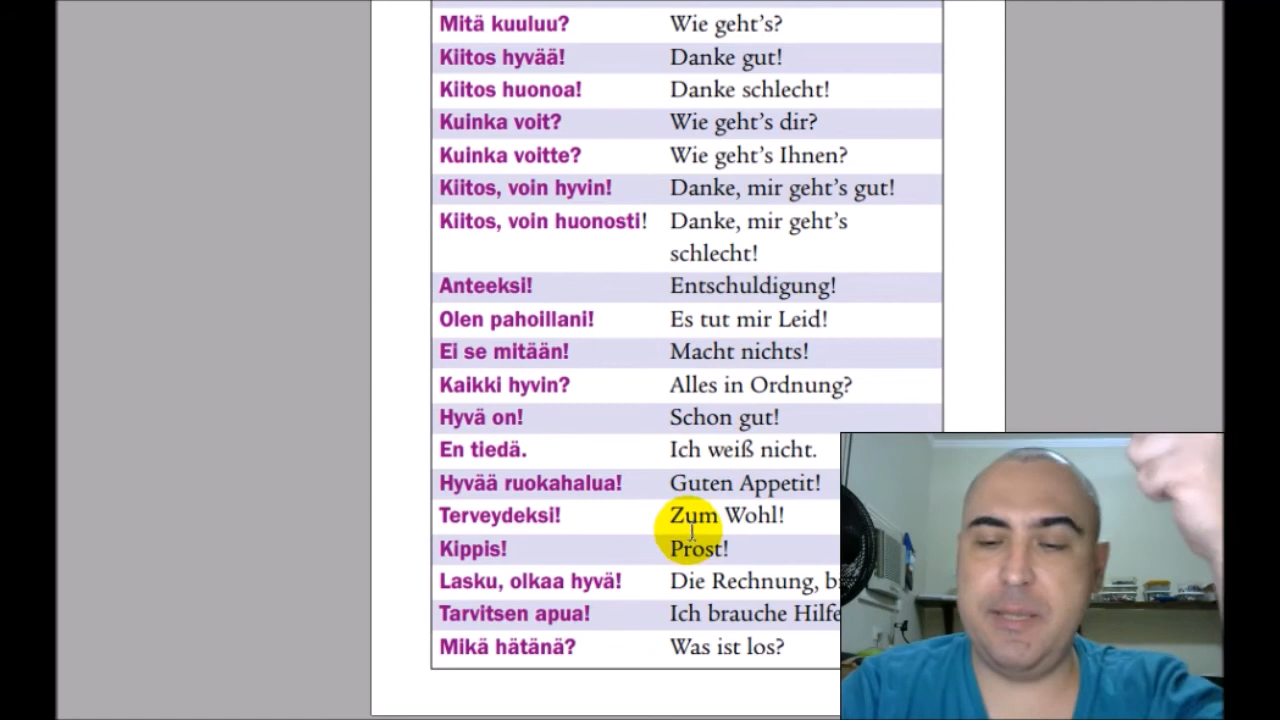 Mitä kuuluu? Wie geht's?
Kiitos hyvää! Danke gut!
Kiitos huonoa! Danke schlecht!
Kuinka voit? Wie geht's dir?
Kuinka voitte? Wie geht's Ihnen?
Kiitos, voin hyvin! Danke, mir geht's gut!
Kiitos, voin huonosti! Danke, mir geht's
schlecht!
Anteeksi! Entschuldigung!
Olen pahoillani! Es tut mir Leid!
Ei se mitään! Macht nichts!
Kaikki hyvin? Alles in Ordnung?
Hyvä on! Schon gut!
En tiedä. Ich weiß nicht.
Hyvää ruokahalua! Guten Appetit!
Terveydeksi! Zum Wohl!
Kippis! Prost!
Lasku, olkaa hyvä! Die Rechnung,
Tarvitsen apua! Ich brauche Hilfe
Mikä hätänä? Was ist los?